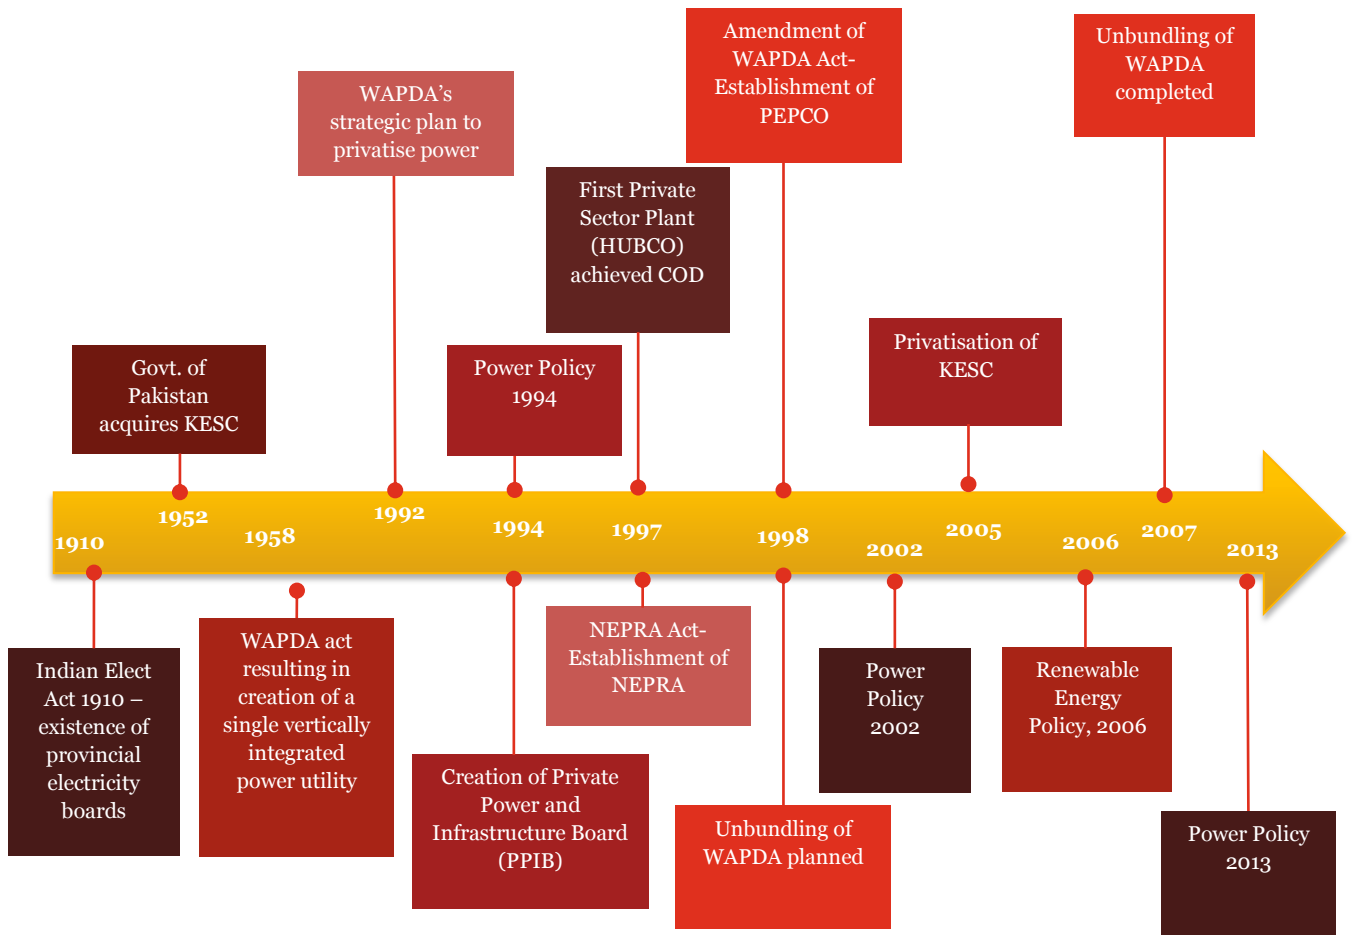 Amendment of
WAPDA Act-
Establishment of
PEPCO
Unbundling of
WAPDA
completed
WAPDA’s
strategic plan to
privatise power
First Private
Sector Plant
(HUBCO)
achieved COD
Privatisation of
KESC
Govt. of
Pakistan
acquires KESC
Power Policy
1994
1910
1952
1958
1992
1994
1997
1998
2002
2005
2006
2007
2013
Indian Elect
Act 1910 –
existence of
provincial
electricity
boards
WAPDA act
resulting in
creation of a
single vertically
integrated
power utility
Creation of Private
Power and
Infrastructure Board
(PPIB)
NEPRA Act-
Establishment of
NEPRA
Unbundling of
WAPDA planned
Power
Policy
2002
Renewable
Energy
Policy, 2006
Power Policy
2013